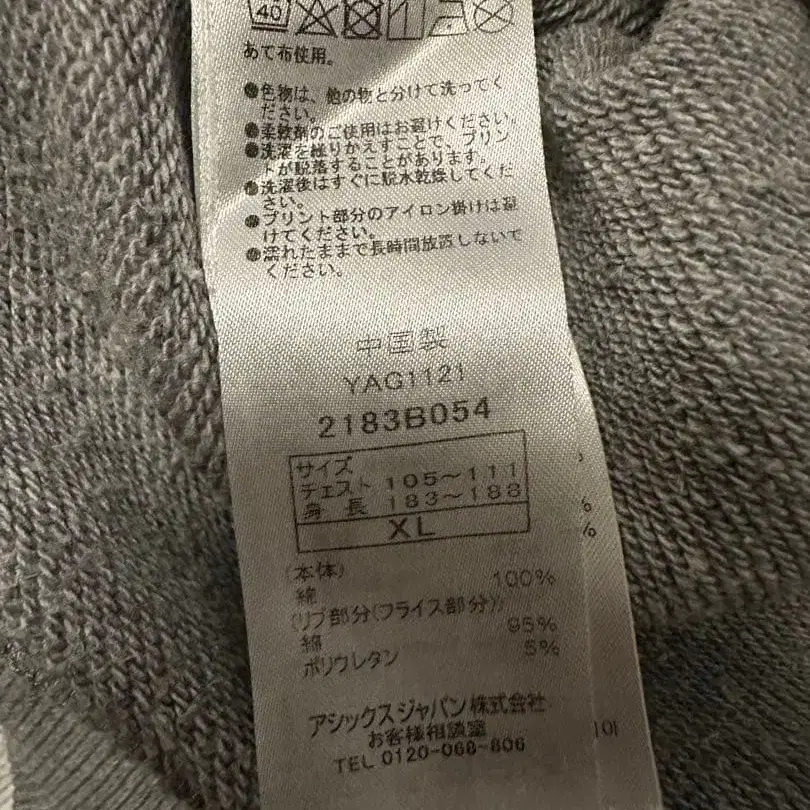 40
あて布使用。
●色物は、他の物と分けて洗ってく
ださい。
●柔軟剤のご使用はお避けください。
●洗濯を繰りかえすことで、プリン
トが脱落することがあります。
●洗濯後はすぐに脱水乾燥してくだ
さい。
●プリント部分のアイロン掛けは避
けてください。
●濡れたままで長時間放置しないで
ください。
中国製
YAG1121
2183B054
サイズ
チェスト 105～111
身長 183～188
XL
(本体)
綿 100%
(リブ部分(フライス部分))
綿 95%
ポリウレタン 5%
アシックスジャパン株式会社
お客様相談室
TEL 0120-068-806